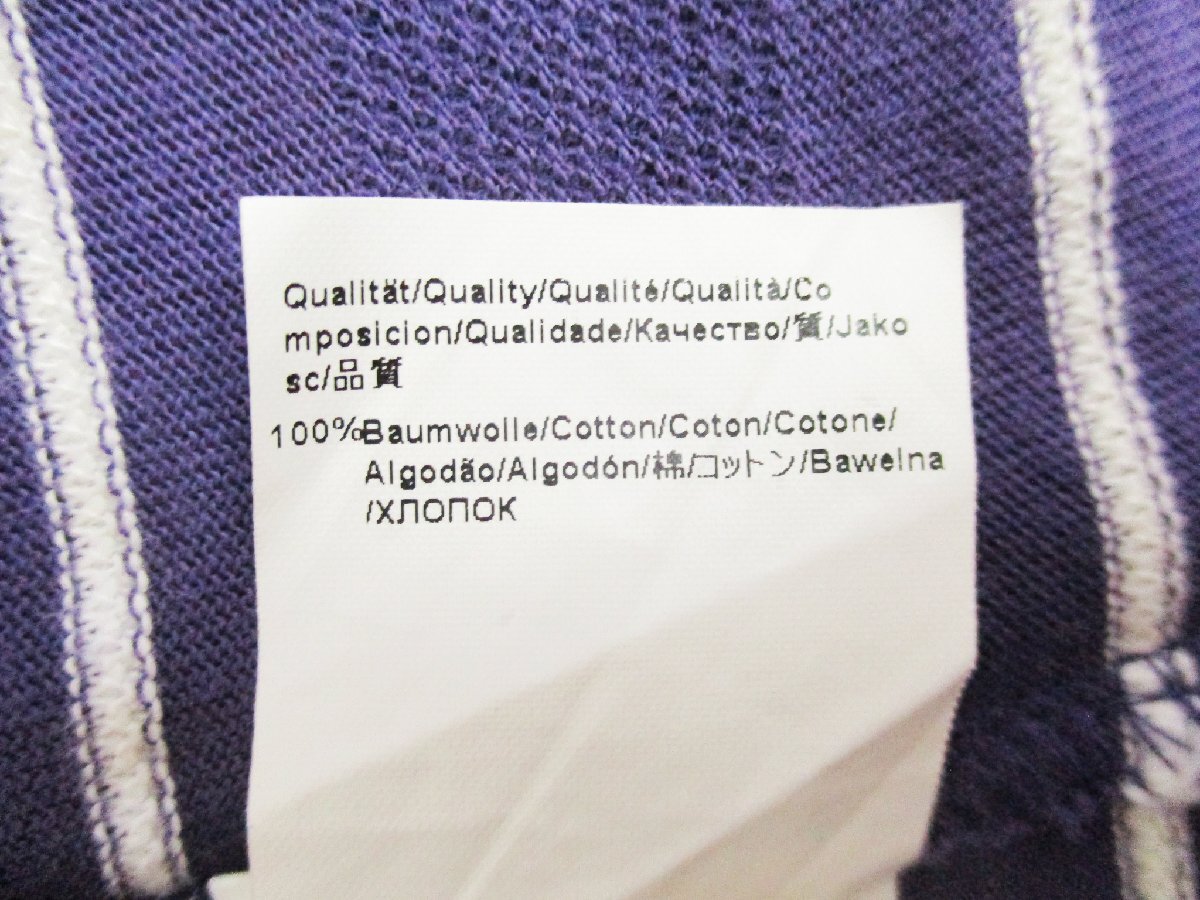 Qualität/Quality/Qualité/Qualità/Co
mposicion/Qualidade/Качество/質/Jako
sc/品質
100%Baumwolle/Cotton/Coton/Cotone/
Algodão/Algodón/棉/コットン/Bawelna
/ХЛОПОК